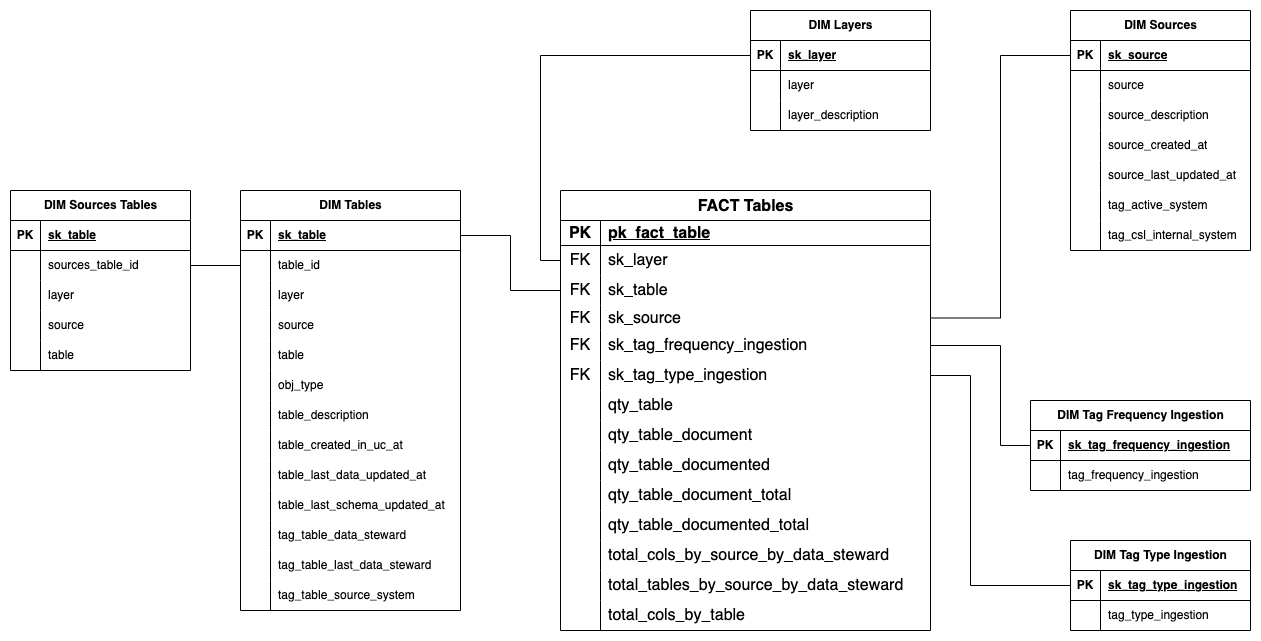 DIM Layers
PK sk_layer
layer
layer_description
DIM Sources
PK sk_source
source
source_description
source_created_at
source_last_updated_at
tag_active_system
tag_csl_internal_system
DIM Sources Tables
PK sk_table
sources_table_id
layer
source
table
DIM Tables
PK sk_table
table_id
layer
source
table
obj_type
table_description
table_created_in_uc_at
table_last_data_updated_at
table_last_schema_updated_at
tag_table_data_steward
tag_table_last_data_steward
tag_table_source_system
FACT Tables
PK pk_fact_table
FK sk_layer
FK sk_table
FK sk_source
FK sk_tag_frequency_ingestion
FK sk_tag_type_ingestion
qty_table
qty_table_document
qty_table_documented
qty_table_document_total
qty_table_documented_total
total_cols_by_source_by_data_steward
total_tables_by_source_by_data_steward
total_cols_by_table
DIM Tag Frequency Ingestion
PK sk_tag_frequency_ingestion
tag_frequency_ingestion
DIM Tag Type Ingestion
PK sk_tag_type_ingestion
tag_type_ingestion